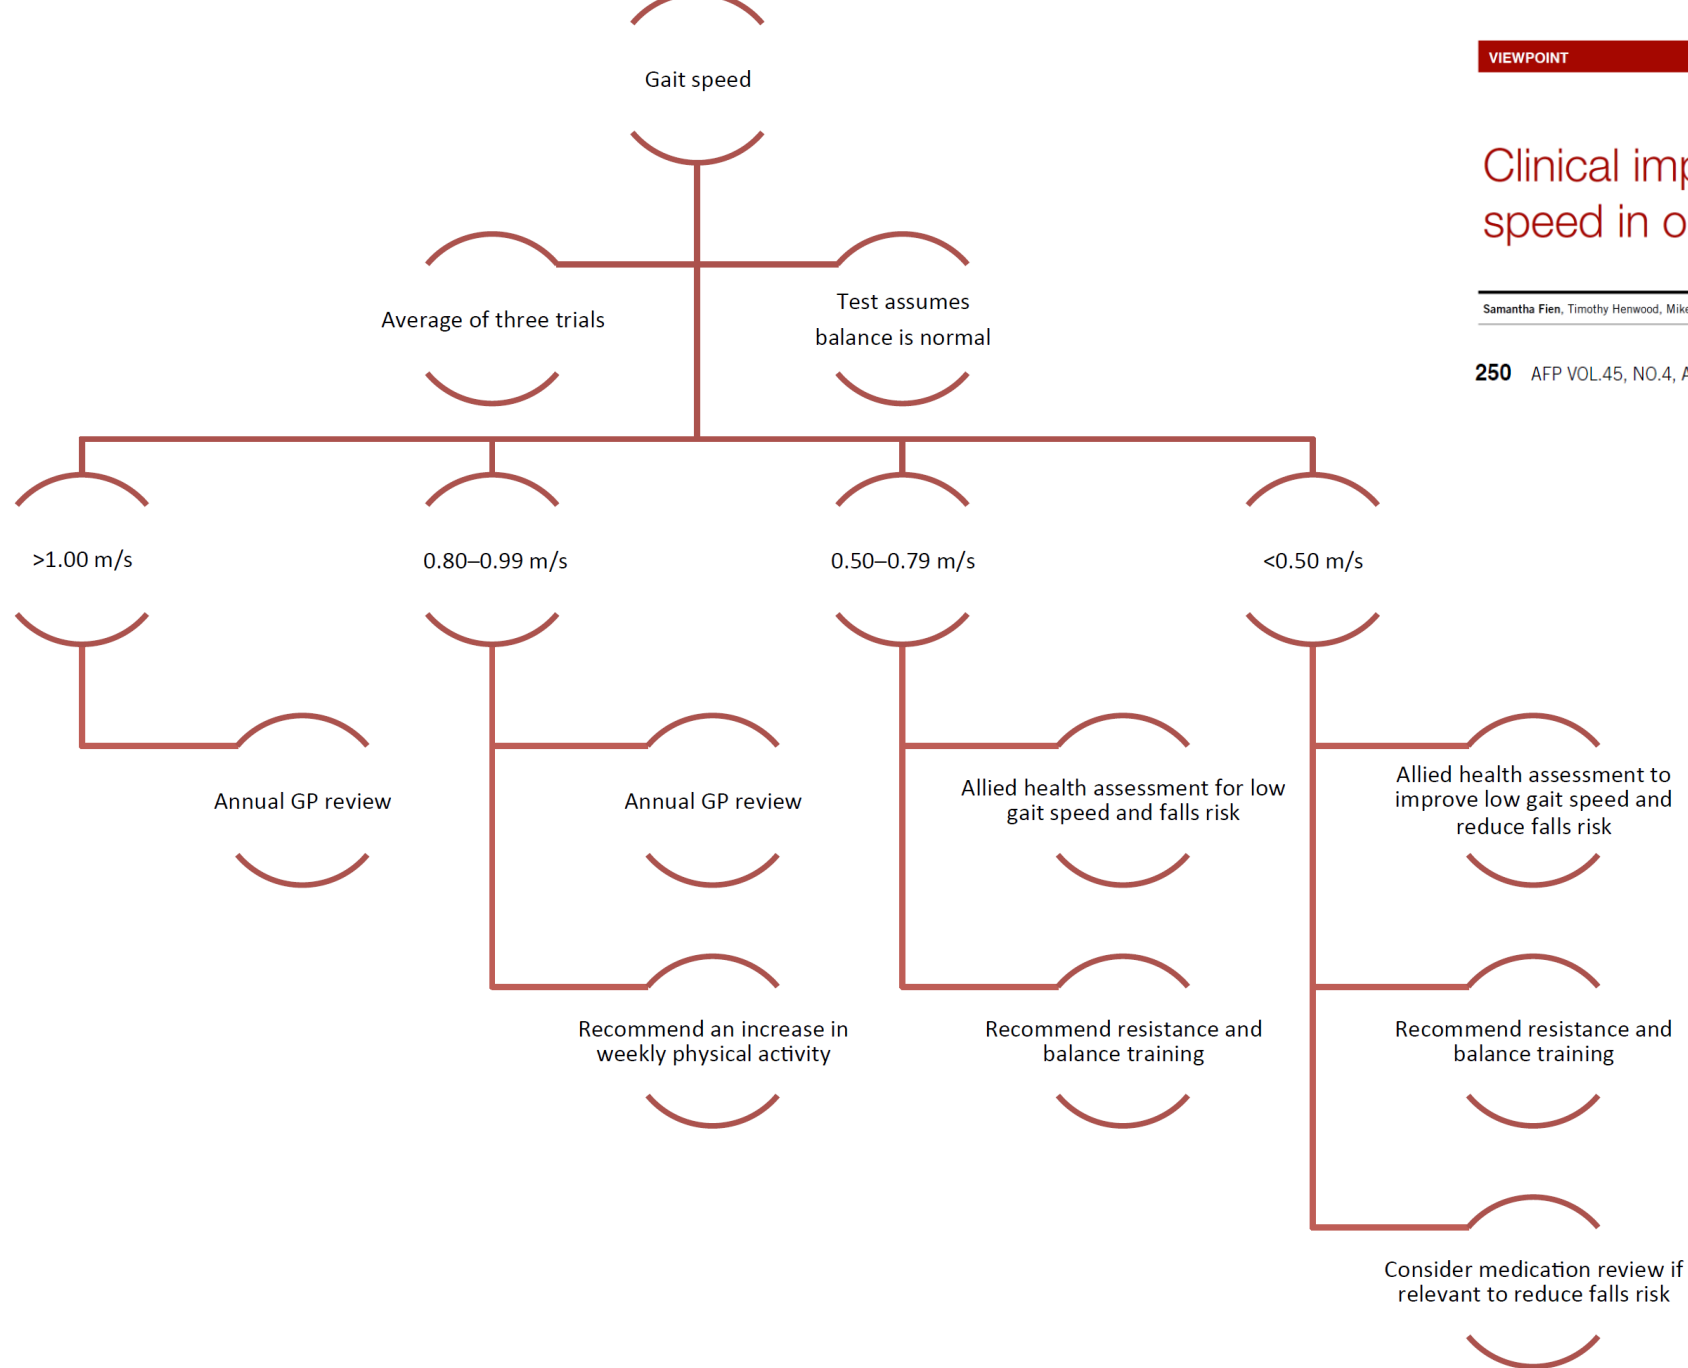 Gait speed
Average of three trials
Test assumes
balance is normal
>1.00 m/s
0.80–0.99 m/s
0.50–0.79 m/s
<0.50 m/s
Annual GP review
Annual GP review
Allied health assessment for low
gait speed and falls risk
Allied health assessment to
improve low gait speed and
reduce falls risk
Recommend an increase in
weekly physical activity
Recommend resistance and
balance training
Recommend resistance and
balance training
Consider medication review if
relevant to reduce falls risk
VIEWPOINT
Clinical
speed in
Samantha Fien, Timothy Henwood,
250 AFP VOL.45, NO.4,